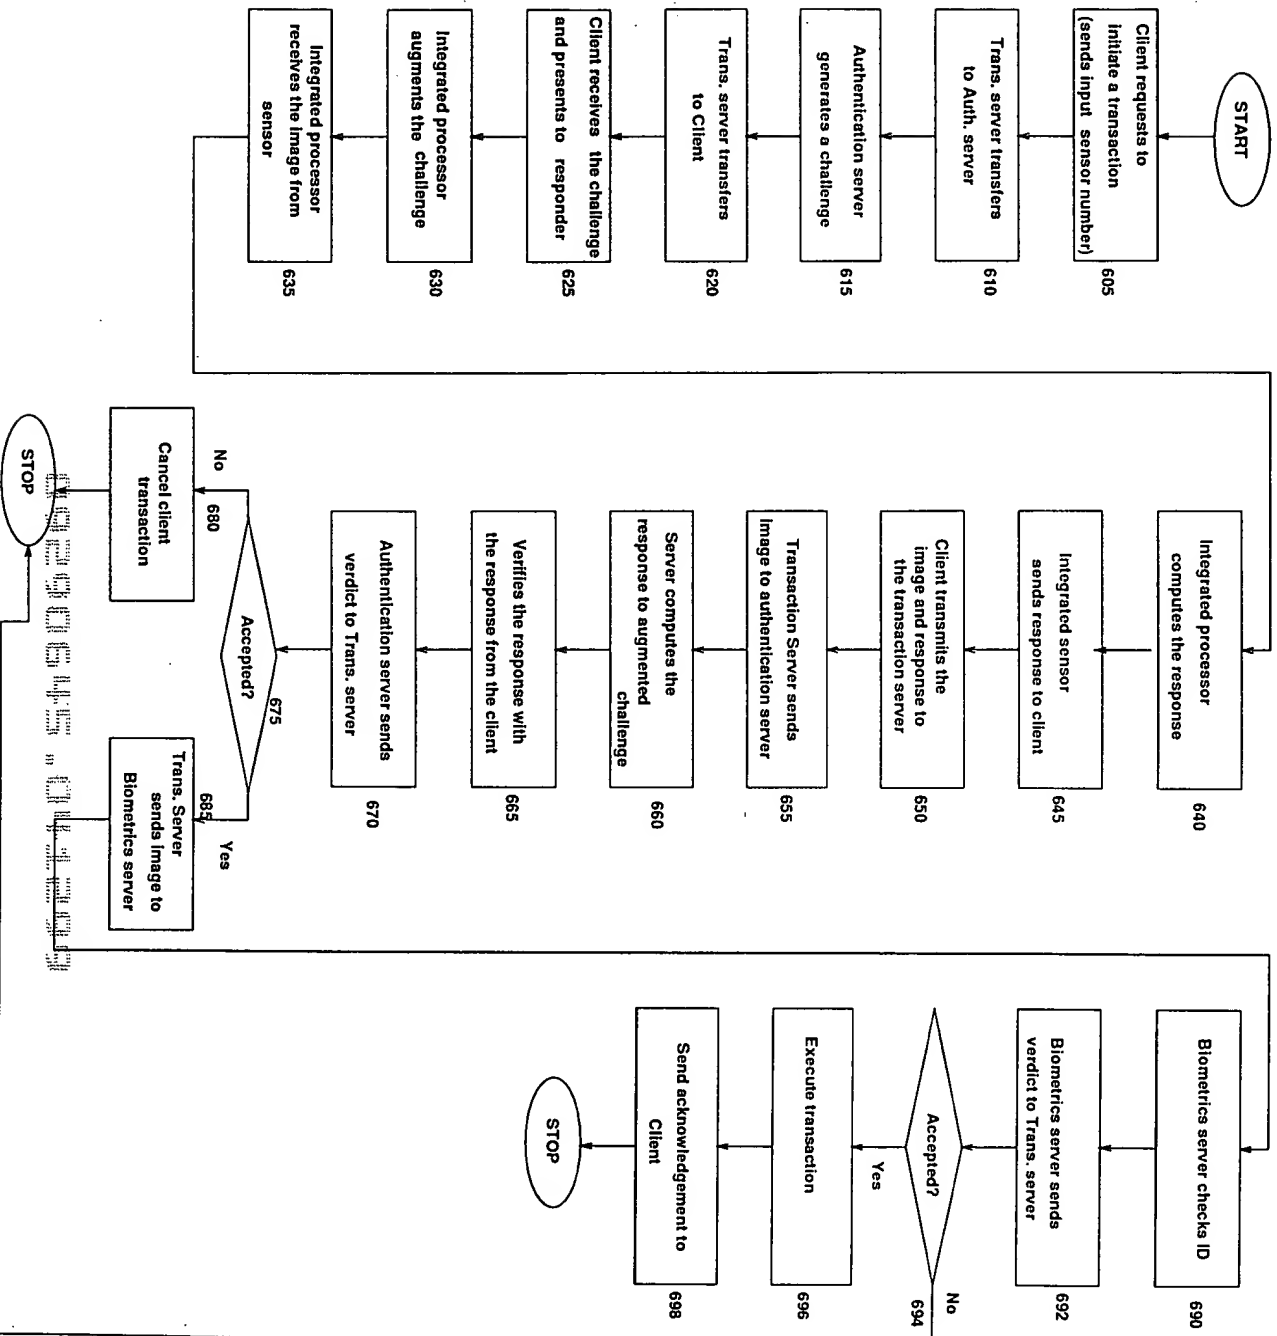 START
Client requests to
initiate a transaction
(sends input sensor number)
605
Trans. server transfers
to Auth. server
610
Authentication server
generates a challenge
615
Trans. server transfers
to Client
620
Client receives the challenge
and presents to responder
625
Integrated processor
augments the challenge
630
Integrated processor
receives the image from
sensor
635
Integrated processor
computes the response
640
Integrated sensor
sends response to client
645
Client transmits the
image and response to
the transaction server
650
Transaction Server sends
image to authentication server
655
Server computes the
response to augmented
challenge
660
Verifies the response with
the response from the client
665
Authentication server sends
verdict to Trans. server
670
Accepted?
675
No
680
Cancel client
transaction
STOP
Yes
685
Trans. Server
sends image to
Biometrics server
Biometrics server checks ID
690
Biometrics server sends
verdict to Trans. server
692
Accepted?
No
694
Yes
Execute transaction
696
Send acknowledgement to
Client
698
STOP